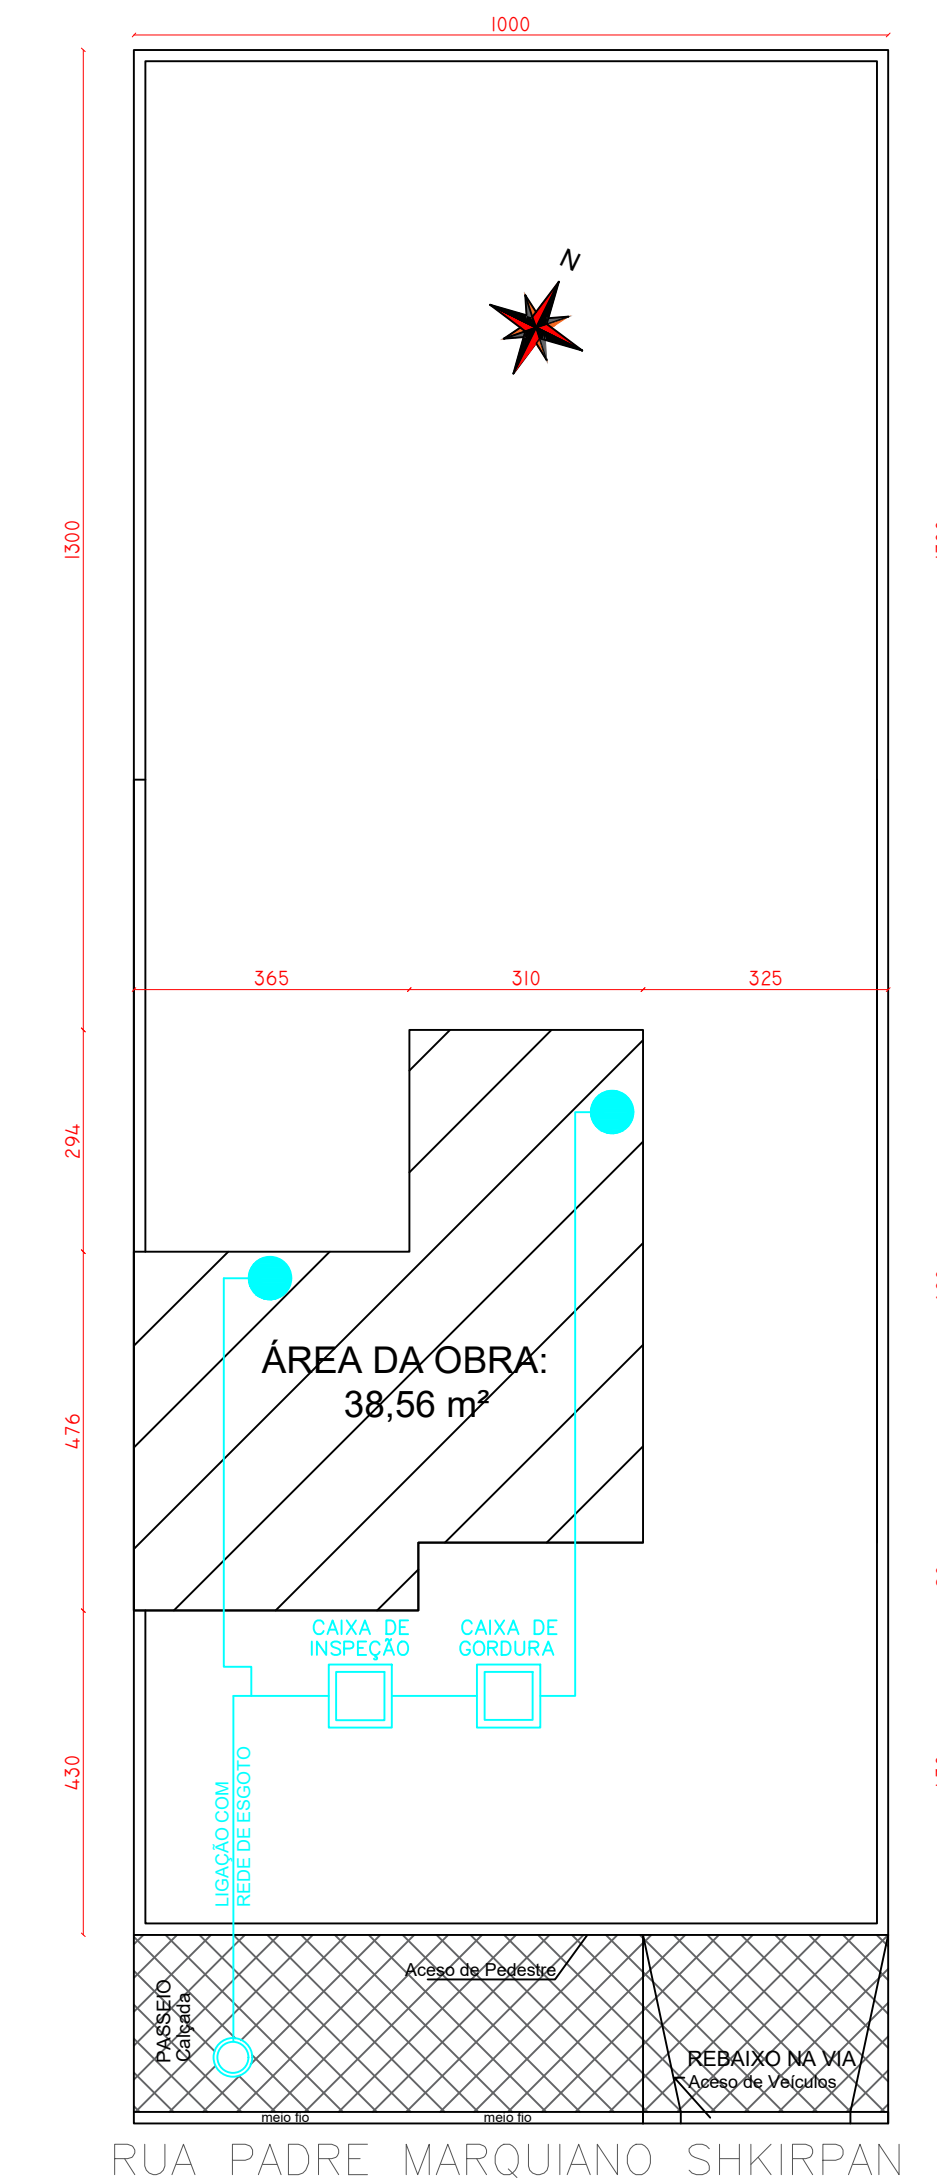 1000
N
1300
365
310
325
294
ÁREA DA OBRA:
38,56 m²
476
CAIXA DE
INSPEÇÃO
CAIXA DE
GORDURA
430
LIGAÇÃO COM
REDE DE ESGOTO
Aceso de Pedestre
PASSEIO
Calçada
REBAIXO NA VIA
Aceso de Veículos
meio fio
meio fio
RUA PADRE MARQUIANO SHKIRPAN